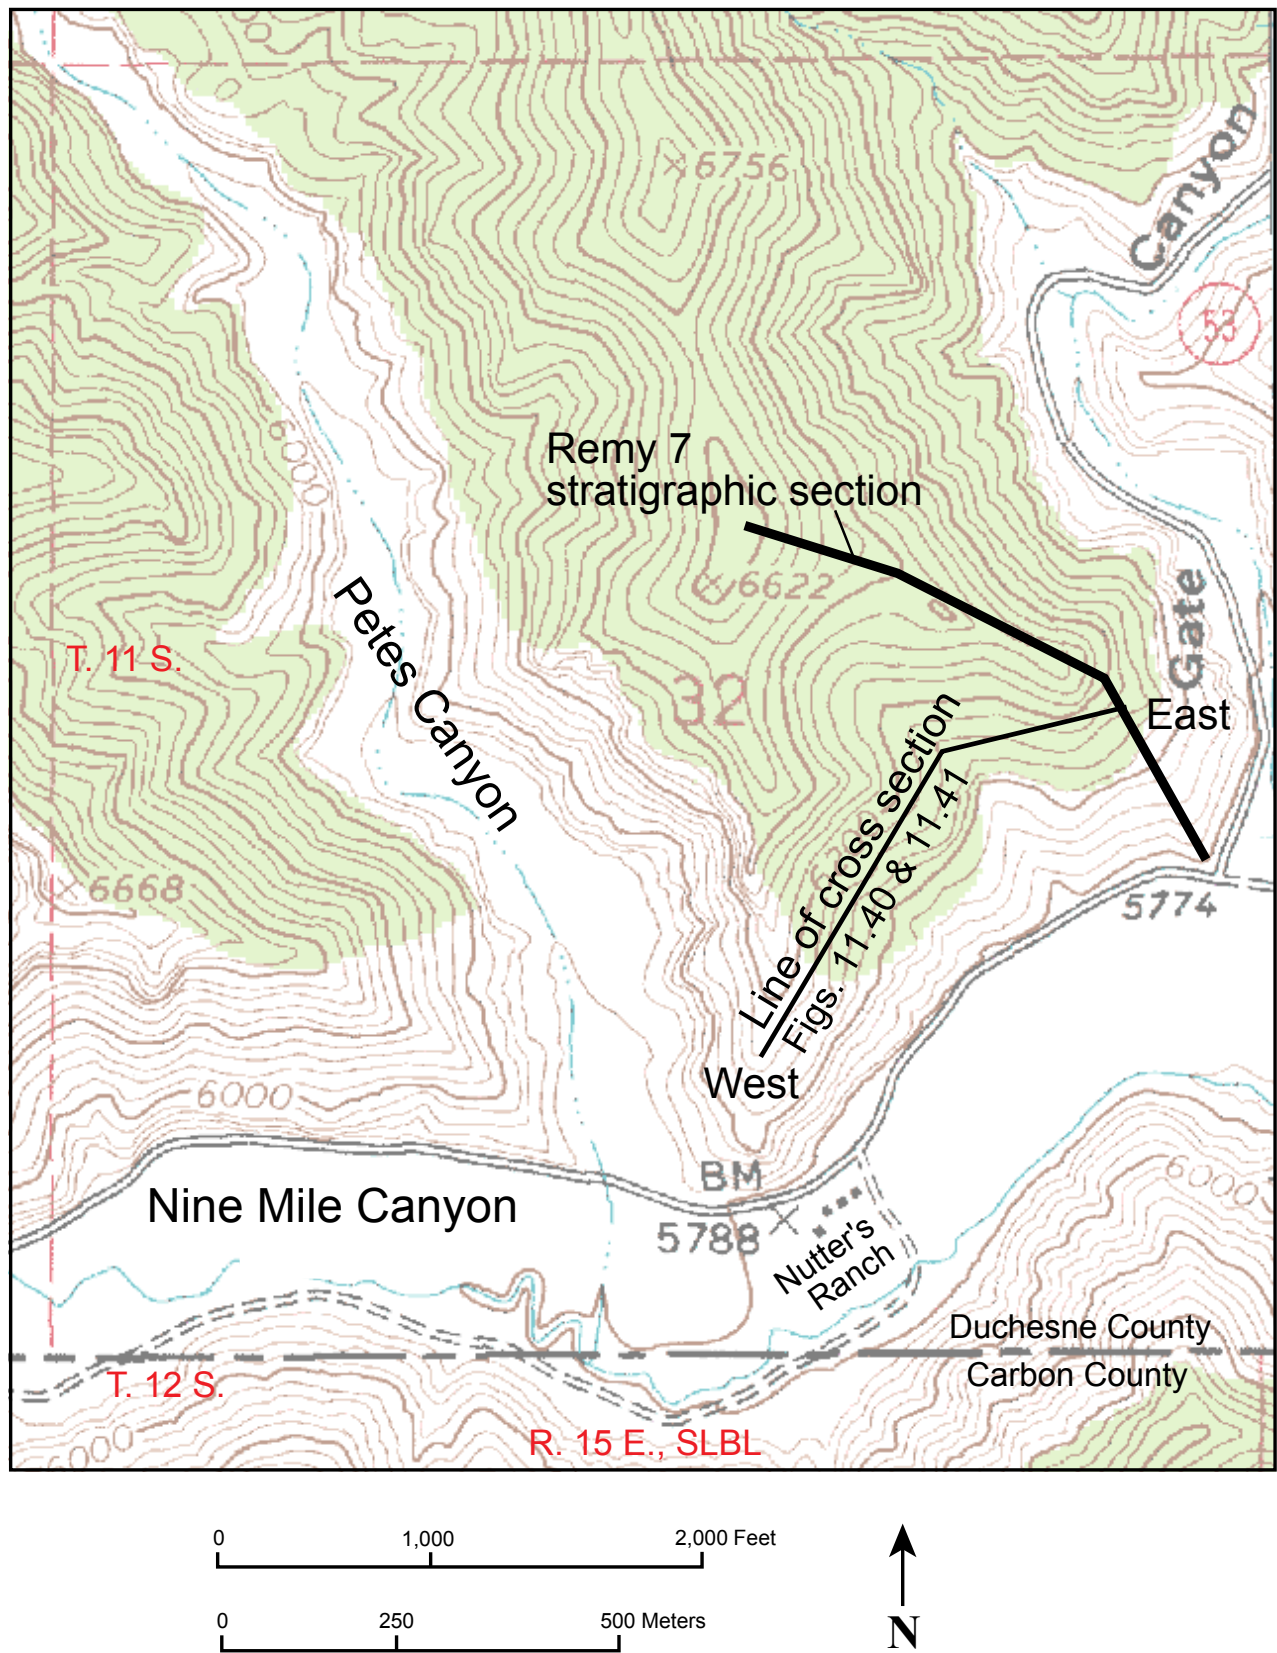 6756
Canyon
53
6000
Remy 7
stratigraphic section
6622
Gate
Petes Canyon
T. 11 S.
32
East
Line of cross section
Figs. 11.40 & 11.41
6668
5774
West
6000
BM
5788
Nine Mile Canyon
Nutter's
Ranch
6000
Duchesne County
Carbon County
T. 12 S.
R. 15 E., SLBL
0 1,000 2,000 Feet
0 250 500 Meters
N